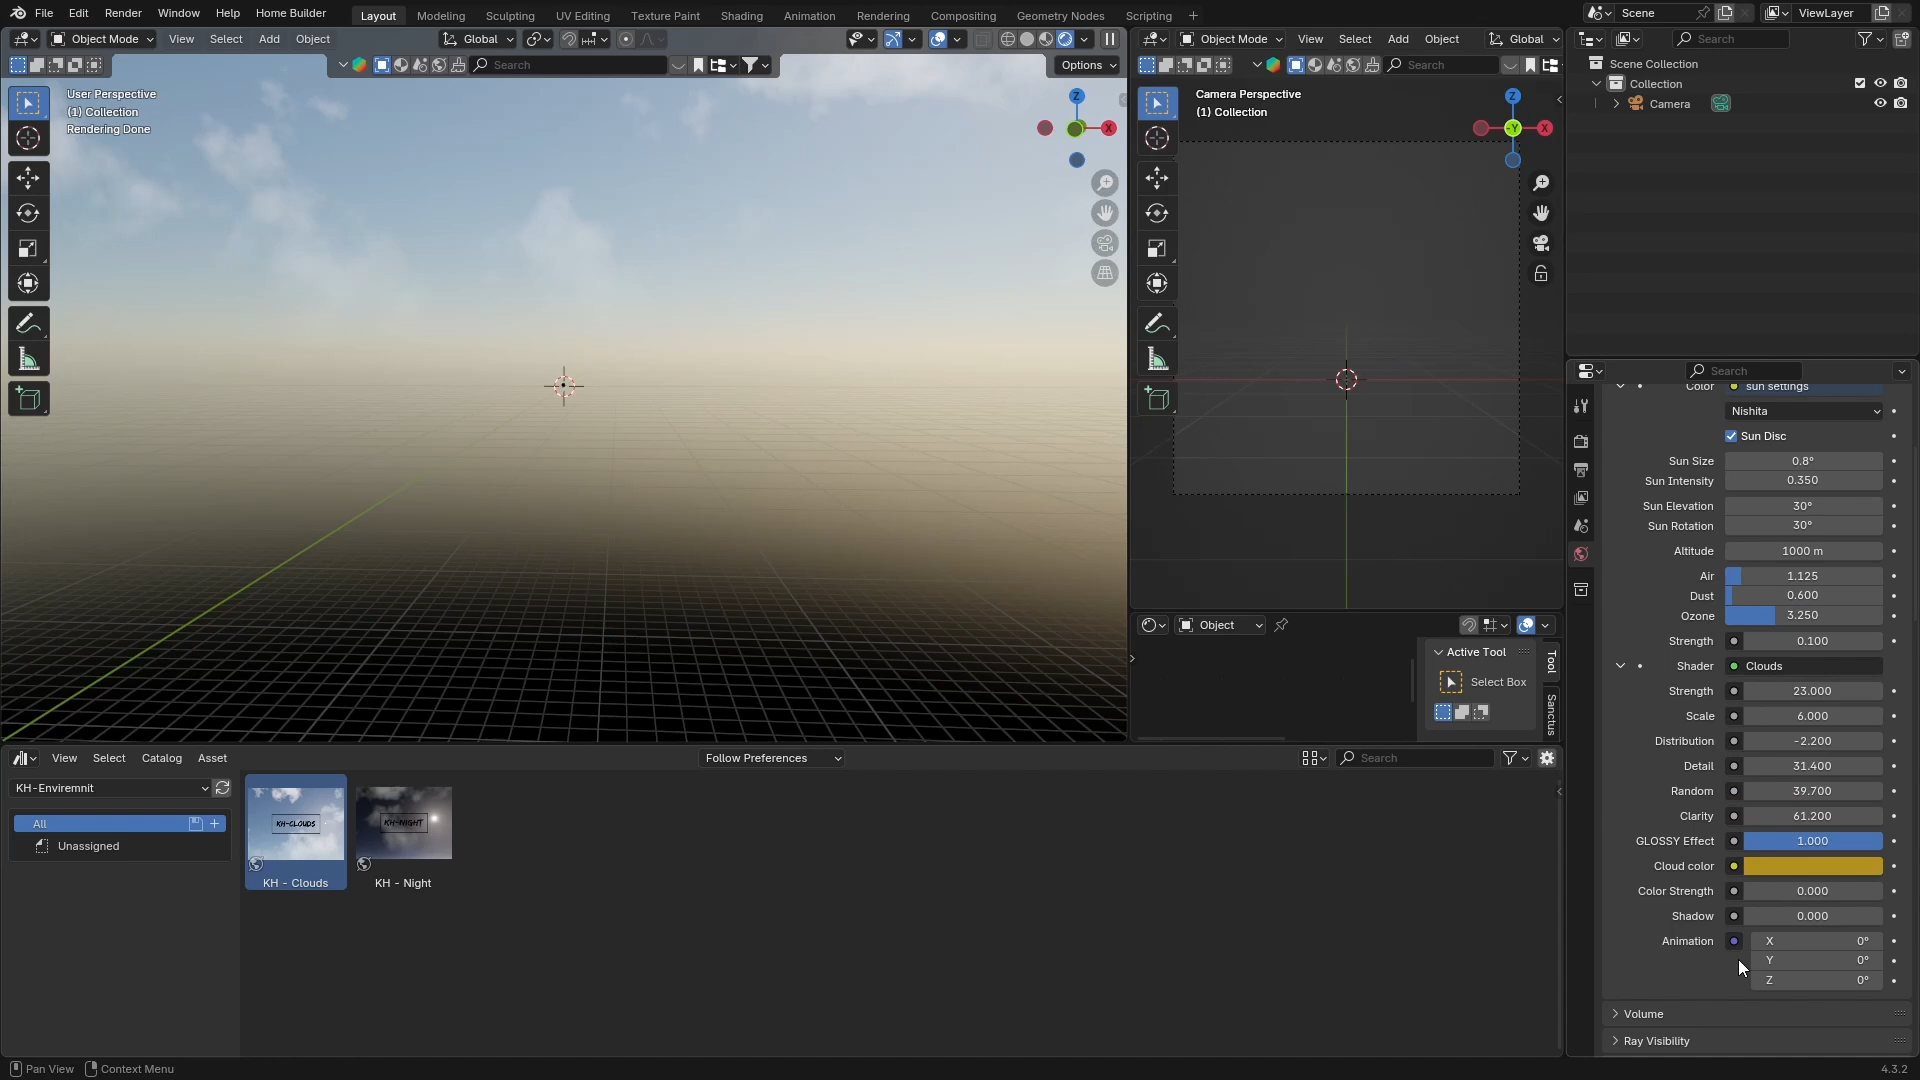 File Edit Render Window Help Home Builder Layout Modeling Sculpting UV Editing Texture Paint Shading Animation Rendering Compositing Geometry Nodes Scripting + Scene ViewLayer
Object Mode View Select Add Object Global
Search Options
User Perspective
(1) Collection
Rendering Done
Z
X
Object Mode View Select Add Object Global
Search
Camera Perspective
(1) Collection
Z
-Y
X
Object
Active Tool
Select Box
Tool
Sanctus
Search
Scene Collection
Collection
Camera
Search
Color sun settings
Nishita
Sun Disc
Sun Size 0.8°
Sun Intensity 0.350
Sun Elevation 30°
Sun Rotation 30°
Altitude 1000 m
Air 1.125
Dust 0.600
Ozone 3.250
Strength 0.100
Shader Clouds
Strength 23.000
Scale 6.000
Distribution -2.200
Detail 31.400
Random 39.700
Clarity 61.200
GLOSSY Effect 1.000
Cloud color
Color Strength 0.000
Shadow 0.000
Animation X 0°
Y 0°
Z 0°
Volume
Ray Visibility
View Select Catalog Asset Follow Preferences Search
KH-Enviremnit
All
Unassigned
KH-CLOUDS
KH - Clouds
KH-NIGHT
KH - Night
Pan View Context Menu 4.3.2